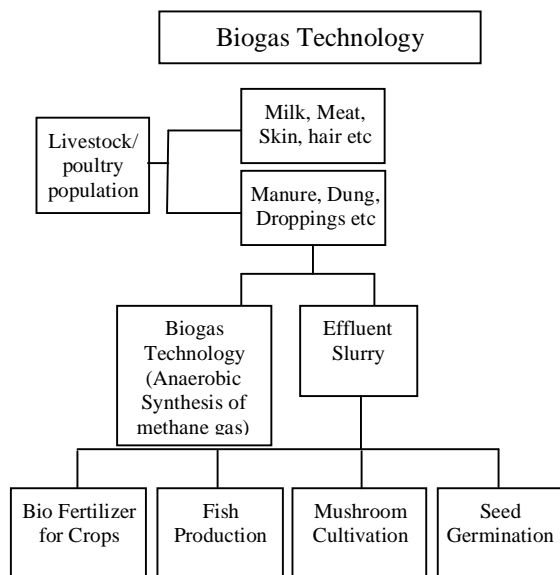 Biogas Technology
Milk, Meat,
Skin, hair etc
Livestock/
poultry
population
Manure, Dung,
Droppings etc
Biogas
Technology
(Anaerobic
Synthesis of
methane gas)
Effluent
Slurry
Bio Fertilizer
for Crops
Fish
Production
Mushroom
Cultivation
Seed
Germination